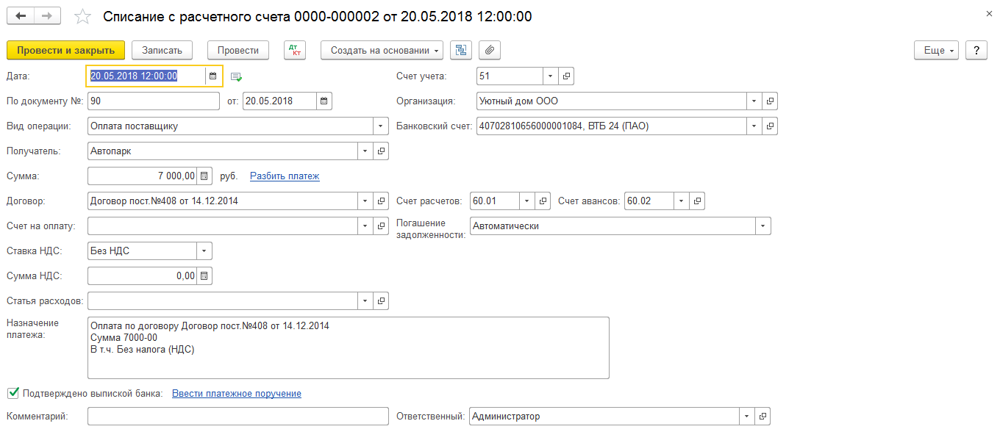 Списание с расчетного счета 0000-000002 от 20.05.2018 12:00:00
Провести и закрыть Записать Провести Дт Кт Создать на основании Еще ?
Дата: 20.05.2018 12:00:00 Счет учета: 51
По документу №: 90 от: 20.05.2018 Организация: Уютный дом ООО
Вид операции: Оплата поставщику Банковский счет: 40702810656000001084, ВТБ 24 (ПАО)
Получатель: Автопарк
Сумма: 7 000,00 руб. Разбить платеж
Договор: Договор пост.№408 от 14.12.2014 Счет расчетов: 60.01 Счет авансов: 60.02
Счет на оплату: Погашение
задолженности: Автоматически
Ставка НДС: Без НДС
Сумма НДС: 0,00
Статья расходов:
Назначение
платежа:
Оплата по договору Договор пост.№408 от 14.12.2014
Сумма 7000-00
В т.ч. Без налога (НДС)
Подтверждено выпиской банка: Ввести платежное поручение
Комментарий: Ответственный: Администратор